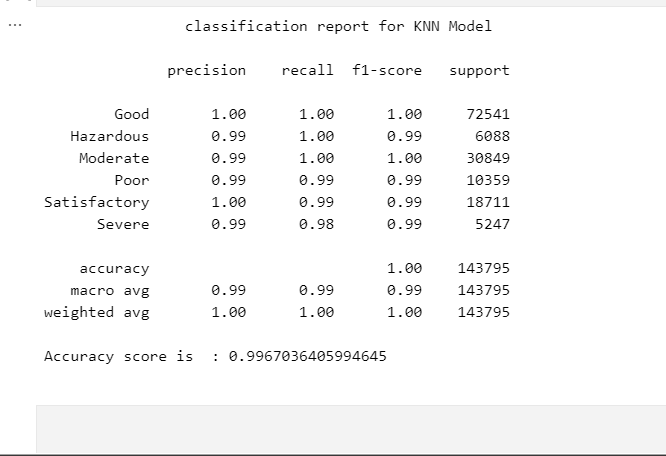 ...
classification report for KNN Model
precision recall f1-score support
Good 1.00 1.00 1.00 72541
Hazardous 0.99 1.00 0.99 6088
Moderate 0.99 1.00 1.00 30849
Poor 0.99 0.99 0.99 10359
Satisfactory 1.00 0.99 0.99 18711
Severe 0.99 0.98 0.99 5247
accuracy 1.00 143795
macro avg 0.99 0.99 0.99 143795
weighted avg 1.00 1.00 1.00 143795
Accuracy score is : 0.9967036405994645